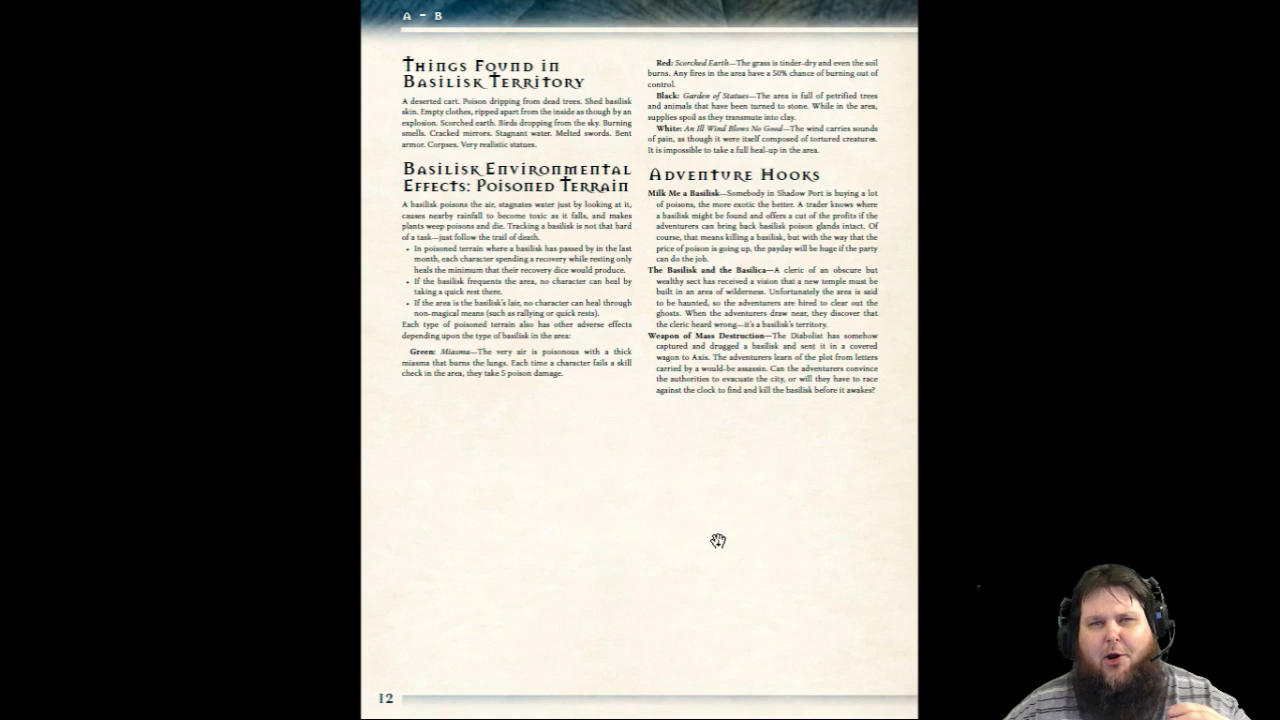 A - B
Things Found in
Basilisk Territory
A deserted cart. Poison dripping from dead trees. Shed basilisk
skin. Empty clothes, ripped apart from the inside as though by an
explosion. Scorched earth. Birds dropping from the sky. Burning
smells. Cracked mirrors. Stagnant water. Melted swords. Bent
armor. Corpses. Very realistic statues.
Basilisk Environmental
Effects: Poisoned Terrain
A basilisk poisons the air, stagnates water just by looking at it,
causes nearby rainfall to become toxic as it falls, and makes
plants weep poisons and die. Tracking a basilisk is not that hard
of a task—just follow the trail of death.
• In poisoned terrain where a basilisk has passed by in the last
month, each character spending a recovery while resting only
heals the minimum that their recovery dice would produce.
• If the basilisk frequents the area, no character can heal by
taking a quick rest there.
• If the area is the basilisk's lair, no character can heal through
non-magical means (such as rallying or quick rests).
Each type of poisoned terrain also has other adverse effects
depending upon the type of basilisk in the area:
Green: Miasma—The very air is poisonous with a thick
miasma that burns the lungs. Each time a character fails a skill
check in the area, they take 5 poison damage.
Red: Scorched Earth—The grass is tinder-dry and even the soil
burns. Any fires in the area have a 50% chance of burning out of
control.
Black: Garden of Statues—The area is full of petrified trees
and animals that have been turned to stone. While in the area,
supplies spoil as they transmute into clay.
White: An Ill Wind Blows No Good—The wind carries sounds
of pain, as though it were itself composed of tortured creatures.
It is impossible to take a full heal-up in the area.
Adventure Hooks
Milk Me a Basilisk—Somebody in Shadow Port is buying a lot
of poisons, the more exotic the better. A trader knows where
a basilisk might be found and offers a cut of the profits if the
adventurers can bring back basilisk poison glands intact. Of
course, that means killing a basilisk, but with the way that the
price of poison is going up, the payday will be huge if the party
can do the job.
The Basilisk and the Basilica—A cleric of an obscure but
wealthy sect has received a vision that a new temple must be
built in an area of wilderness. Unfortunately the area is said
to be haunted, so the adventurers are hired to clear out the
ghosts. When the adventurers draw near, they discover that
the cleric heard wrong—it's a basilisk's territory.
Weapon of Mass Destruction—The Diabolist has somehow
captured and drugged a basilisk and sent it in a covered
wagon to Axis. The adventurers learn of the plot from letters
carried by a would-be assassin. Can the adventurers convince
the authorities to evacuate the city, or will they have to race
against the clock to find and kill the basilisk before it awakes?
12